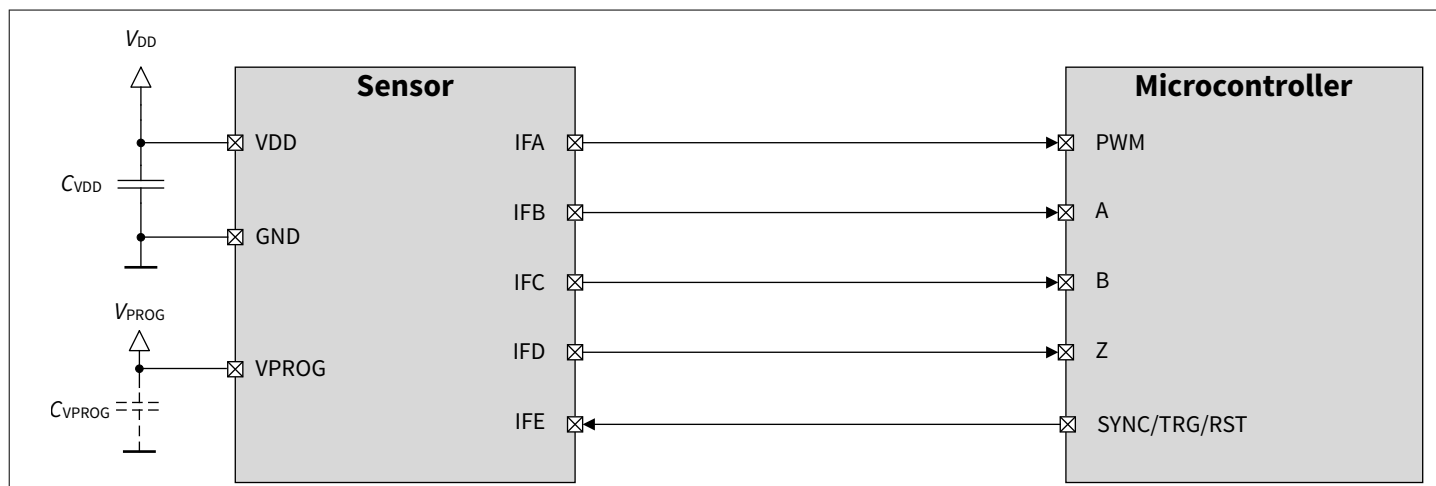 VDD
Sensor
Microcontroller
VDD
IFA
PWM
CVDD
IFB
A
GND
IFC
B
VPROG
IFD
Z
VPROG
CVPROG
IFE
SYNC/TRG/RST